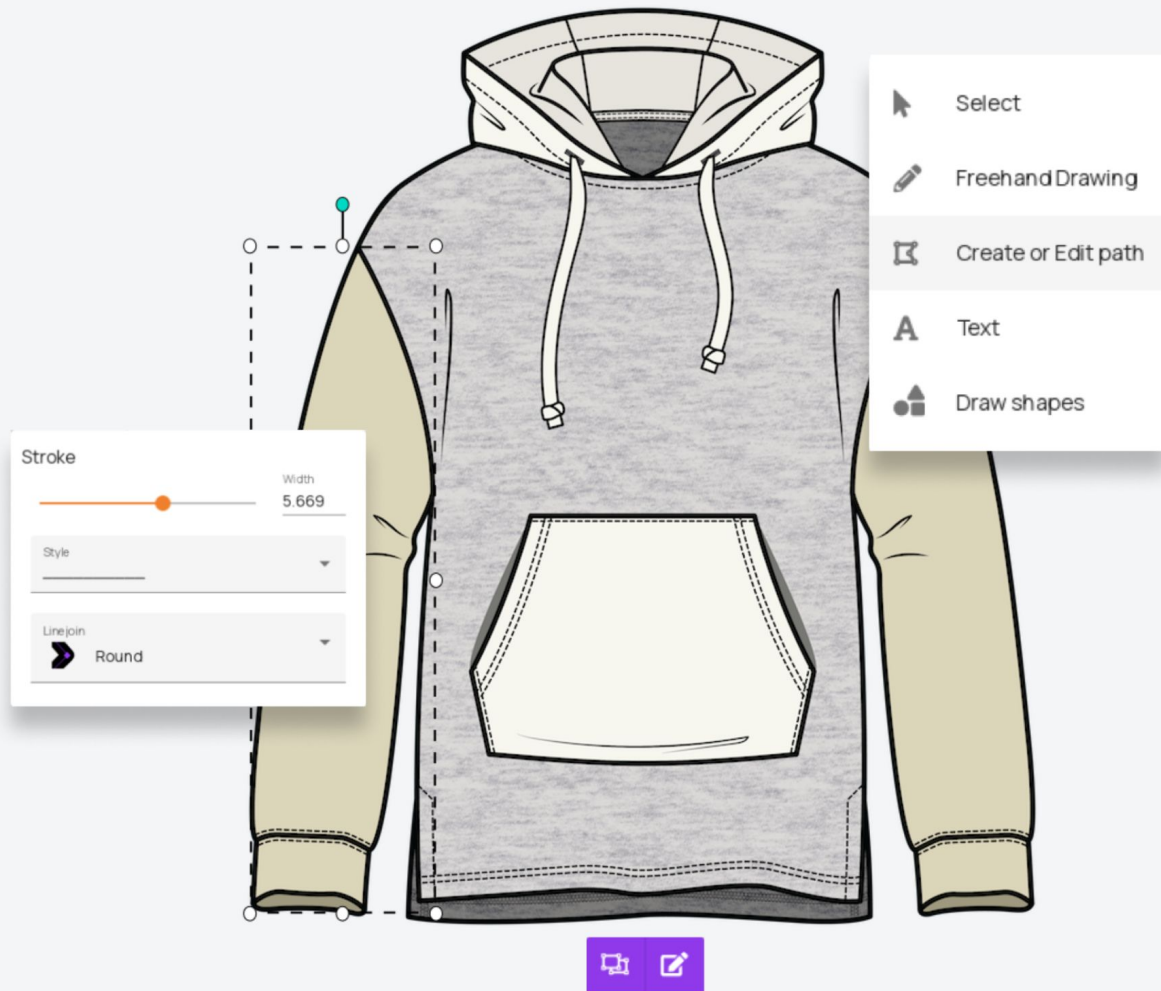 Select
Freehand Drawing
Create or Edit path
Text
Draw shapes
Stroke
Width
5.669
Style
Linejoin
Round